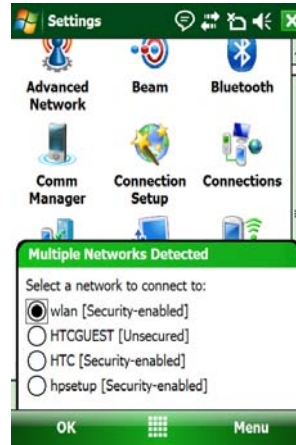 Settings
Advanced Network
Beam
Bluetooth
Comm Manager
Connection Setup
Connections
Multiple Networks Detected
Select a network to connect to:
wlan [Security-enabled]
HTCGUEST [Unsecured]
HTC [Security-enabled]
hpsetup [Security-enabled]
OK
Menu